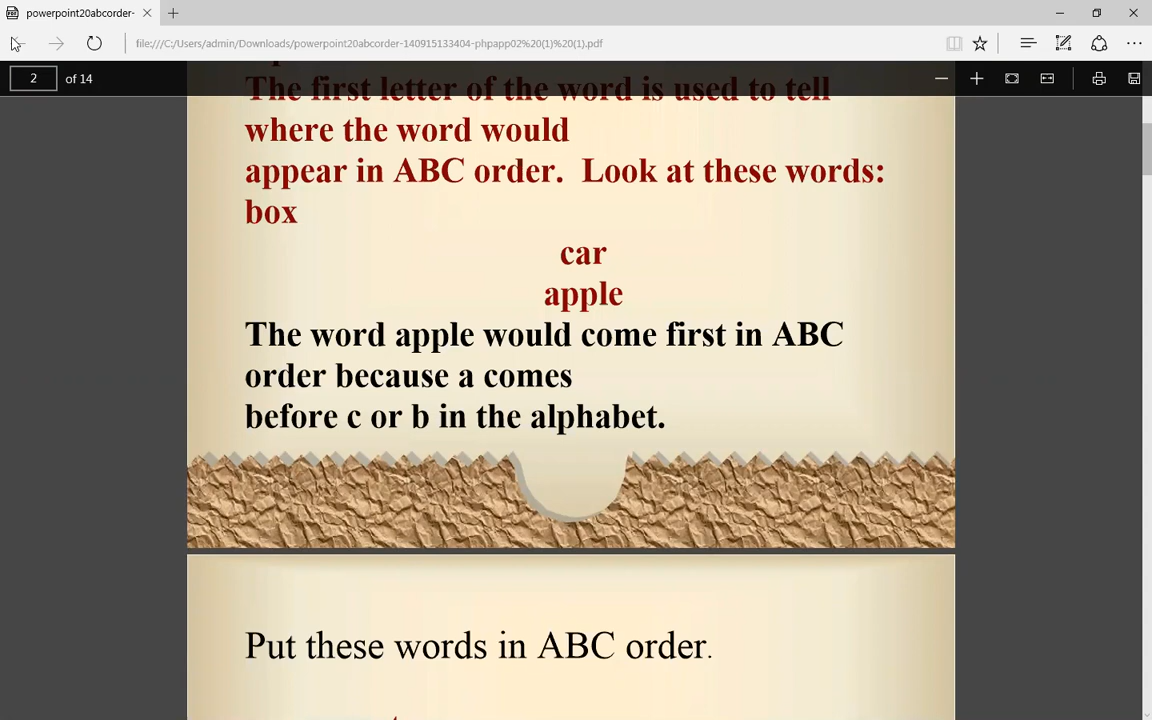 powerpoint20abcorder-
file:///C:/Users/admin/Downloads/powerpoint20abcorder-140915133404-phpapp02%20(1)%20(1).pdf
2 of 14
The first letter of the word is used to tell
where the word would
appear in ABC order. Look at these words:
box
car
apple
The word apple would come first in ABC
order because a comes
before c or b in the alphabet.
Put these words in ABC order.